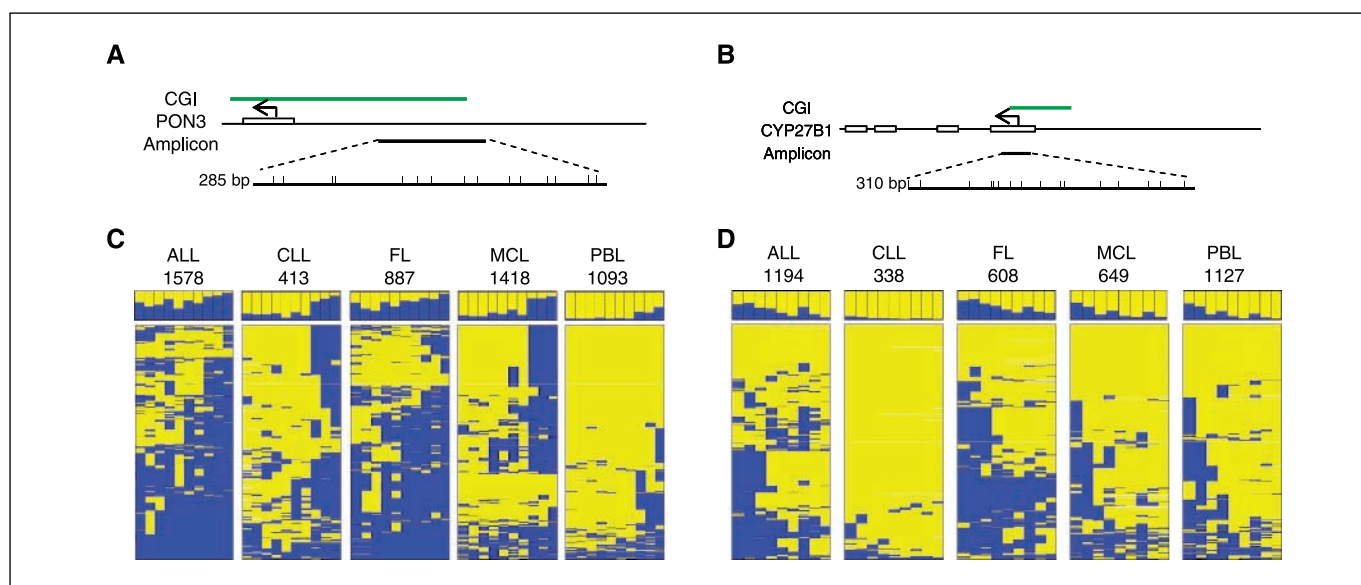 A
CGI
PON3
Amplicon
285 bp
B
CGI
CYP27B1
Amplicon
310 bp
C
ALL CLL FL MCL PBL
1578 413 887 1418 1093
D
ALL CLL FL MCL PBL
1194 338 608 649 1127